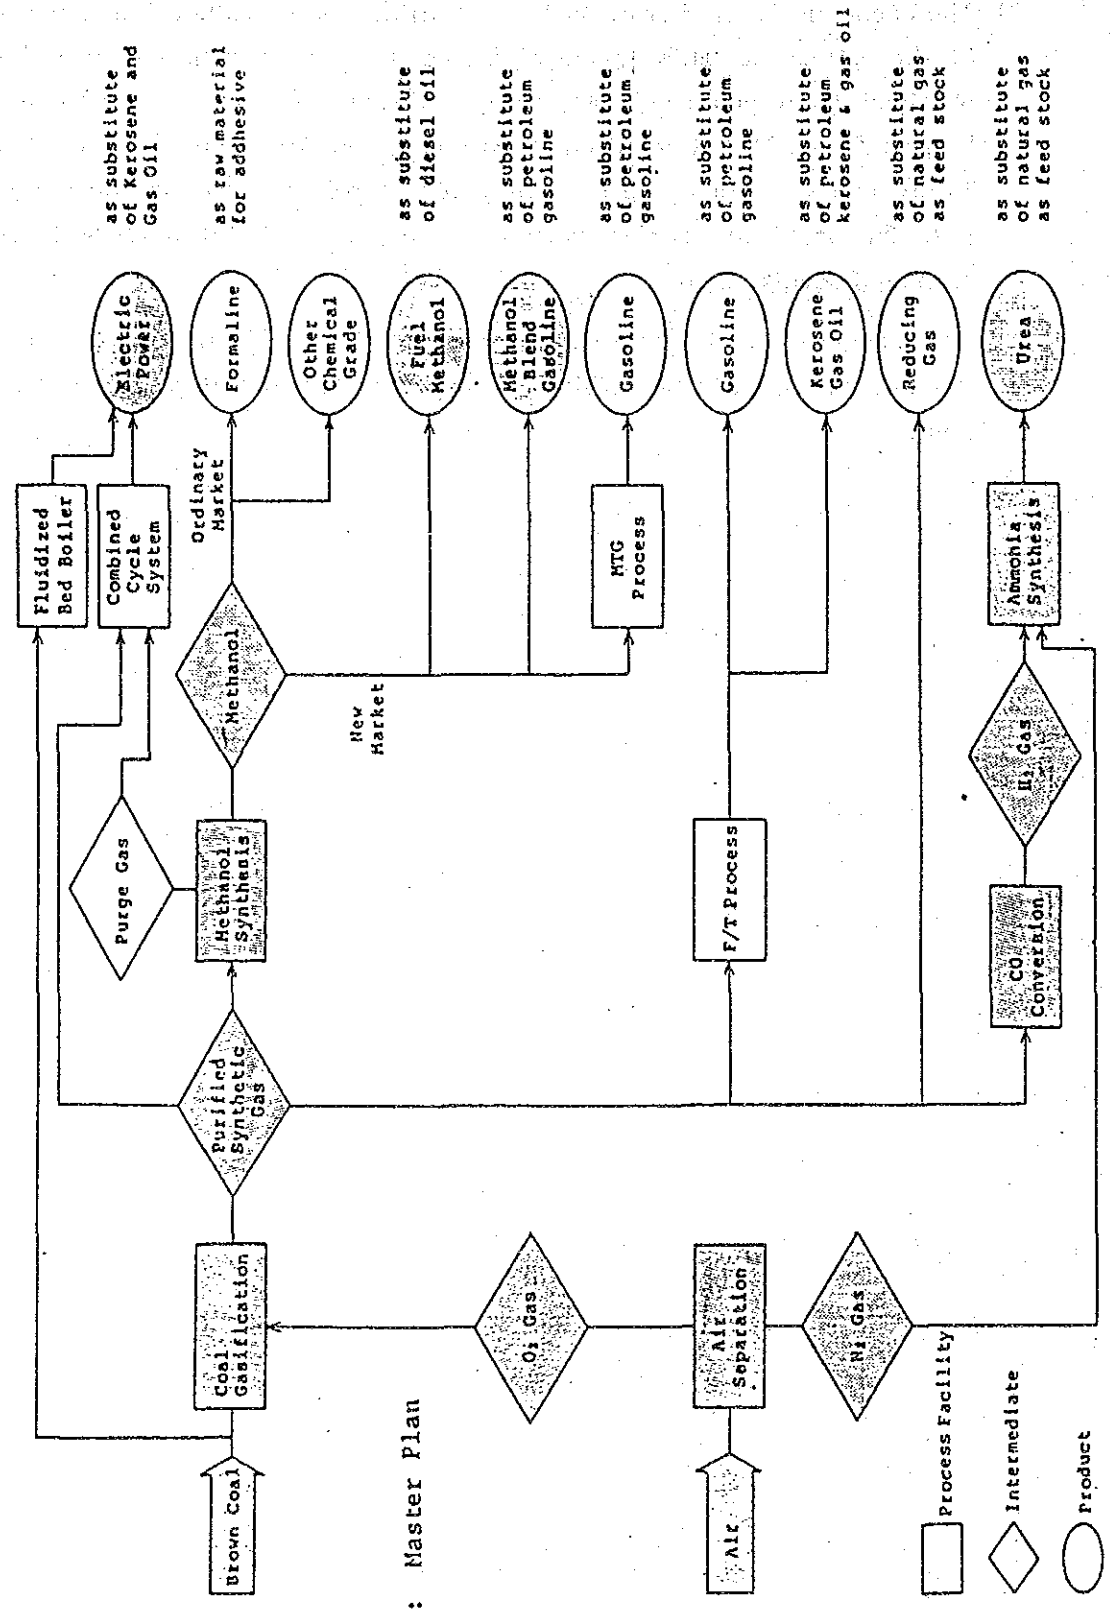 Brown Coal
Coal
Gasification
Purified
Synthetic
Gas
Purge Gas
Methanol
Synthesis
Methanol
Ordinary
Market
New
Market
Fluidized
Bed Boiler
Combined
Cycle
System
Electric
Power
as substitute
of Kerosene and
Gas Oil
Formaline
as raw material
for addhesive
Other
Chemical
Grade
Fuel
Methanol
as substitute
of diesel oil
Methanol
Blend
Gasoline
as substitute
of petroleum
gasoline
MTG
Process
Gasoline
as substitute
of petroleum
gasoline
: Master Plan
O₂ Gas
Air
Air
Separation
N₂ Gas
F/T Process
Gasoline
as substitute
of petroleum
gasoline
Kerosene
Gas Oil
as substitute
of petroleum
kerosene & gas oil
Reducing
Gas
as substitute
of natural gas
as feed stock
CO
Conversion
H₂ Gas
Ammonia
Synthesis
Urea
as substitute
of natural gas
as feed stock
Process Facility
Intermediate
Product